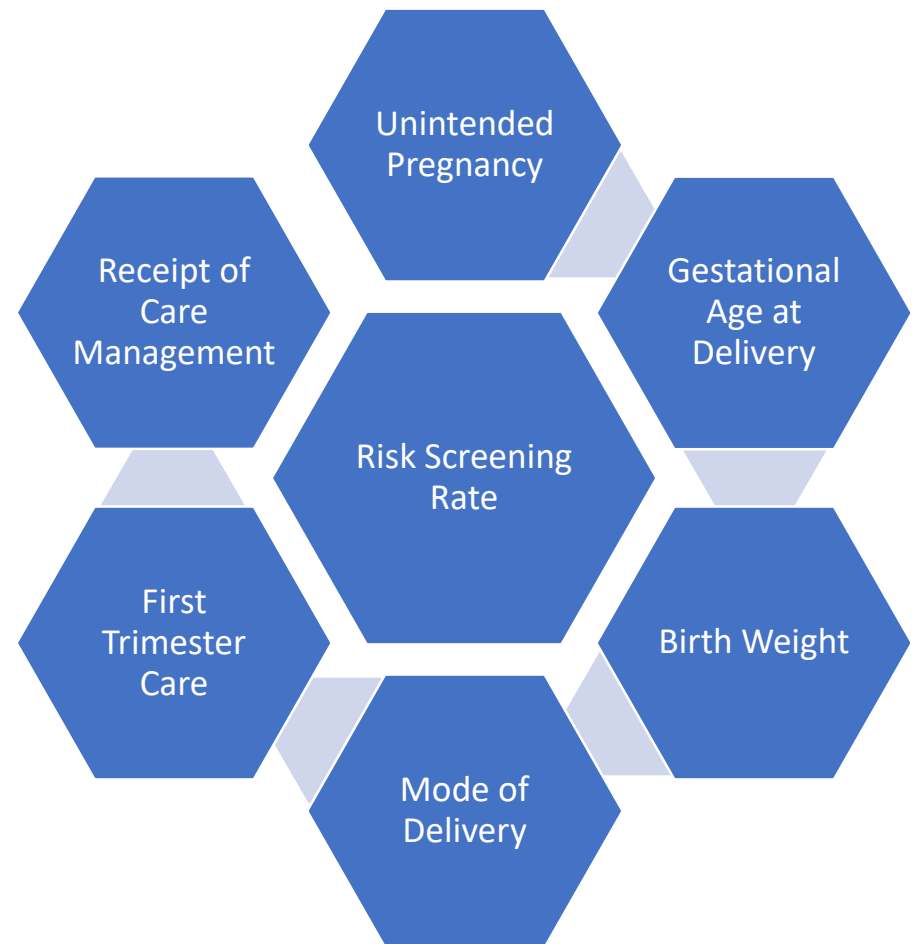 Unintended
Pregnancy
Gestational
Age at
Delivery
Birth Weight
Mode of
Delivery
First
Trimester
Care
Receipt of
Care
Management
Risk Screening
Rate